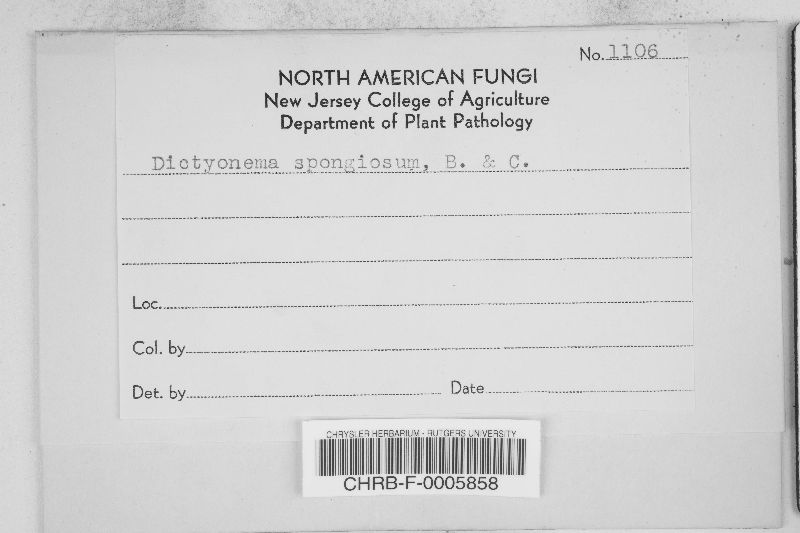 No. 1106
NORTH AMERICAN FUNGI
New Jersey College of Agriculture
Department of Plant Pathology
Dictyonema spongiosum, B. & C.
Loc.
Col. by
Det. by Date
CHRYSLER HERBARIUM - RUTGERS UNIVERSITY
CHRB-F-0005858